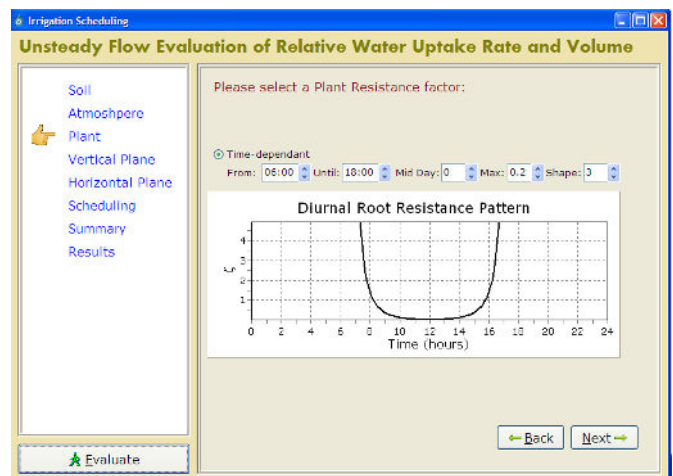 Irrigation Scheduling
Unsteady Flow Evaluation of Relative Water Uptake Rate and Volume
Soil
Atmoshpere
Plant
Vertical Plane
Horizontal Plane
Scheduling
Summary
Results
Evaluate
Please select a Plant Resistance factor:
Time-dependant
From: 06:00 Until: 18:00 Mid Day: 0 Max: 0.2 Shape: 3
Diurnal Root Resistance Pattern
4
3
2
1
ζ
0 2 4 6 8 10 12 14 16 18 20 22 24
Time (hours)
Back Next